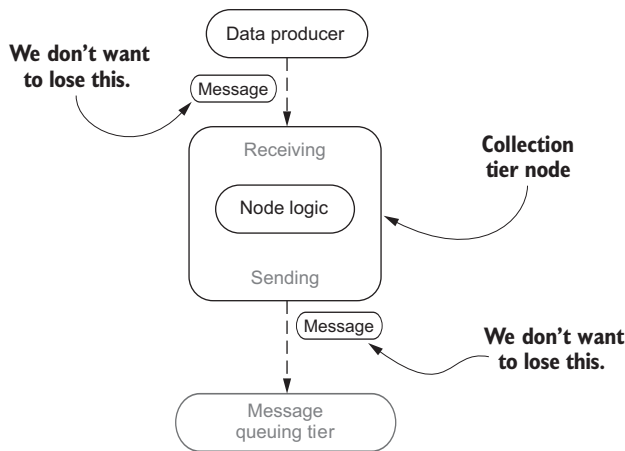 Data producer
We don't want
to lose this.
Message
Receiving
Collection
tier node
Node logic
Sending
Message
We don't want
to lose this.
Message
queuing tier